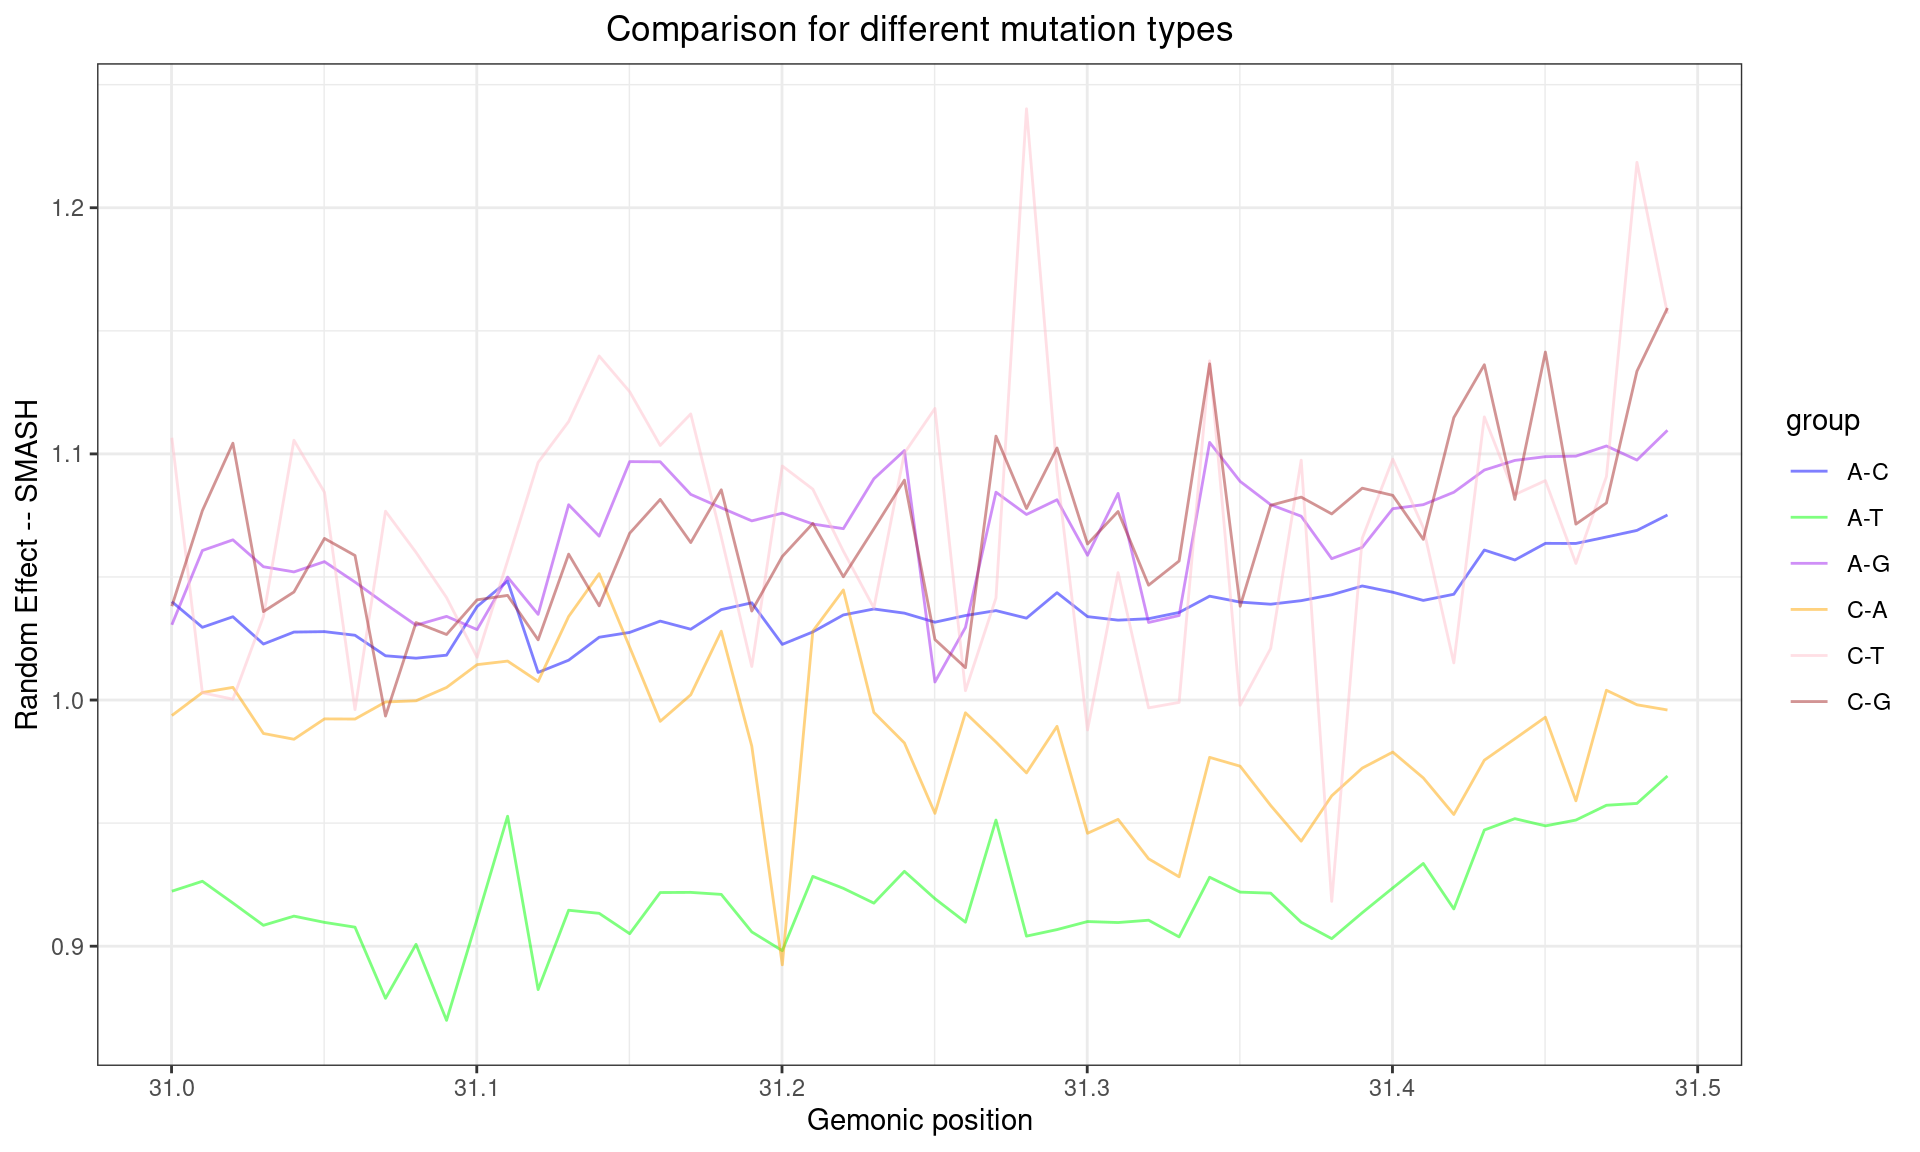 Comparison for different mutation types
Random Effect -- SMASH
1.2
1.1
1.0
0.9
31.0 31.1 31.2 31.3 31.4 31.5
Gemonic position
group
A-C
A-T
A-G
C-A
C-T
C-G